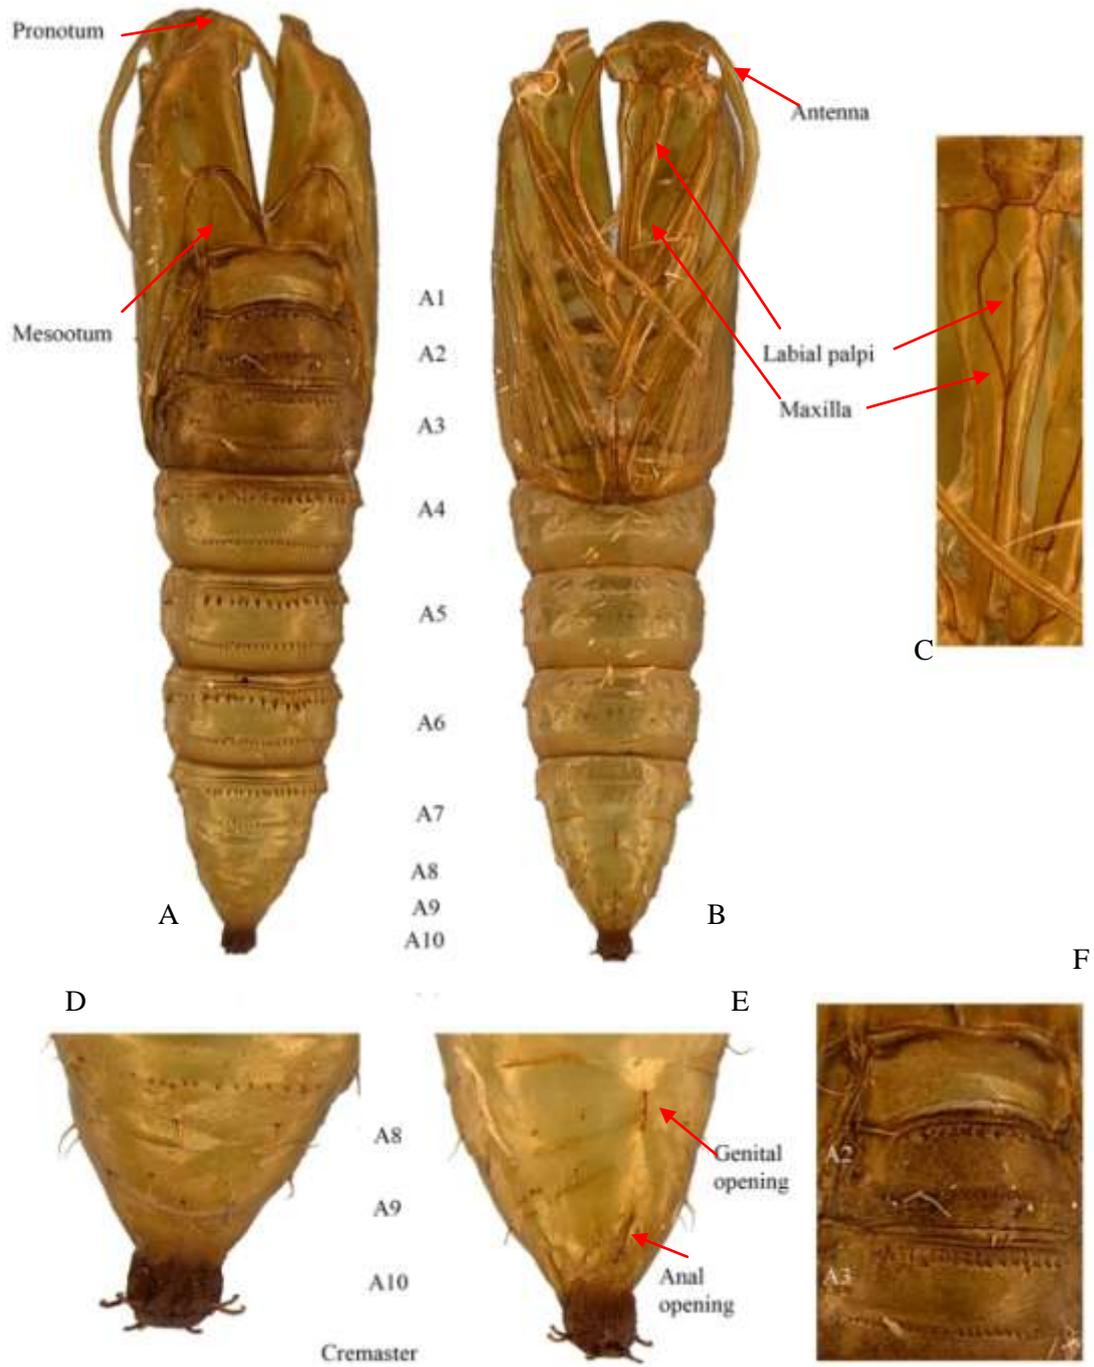 Pronotum
Antenna
A1
Mesootum
A2
Labial palpi
Maxilla
A3
A4
A5
C
A6
A7
A8
A9
A
B
A10
F
D
E
A8
Genital
opening
A2
A9
A10
Anal
opening
A3
Cremaster